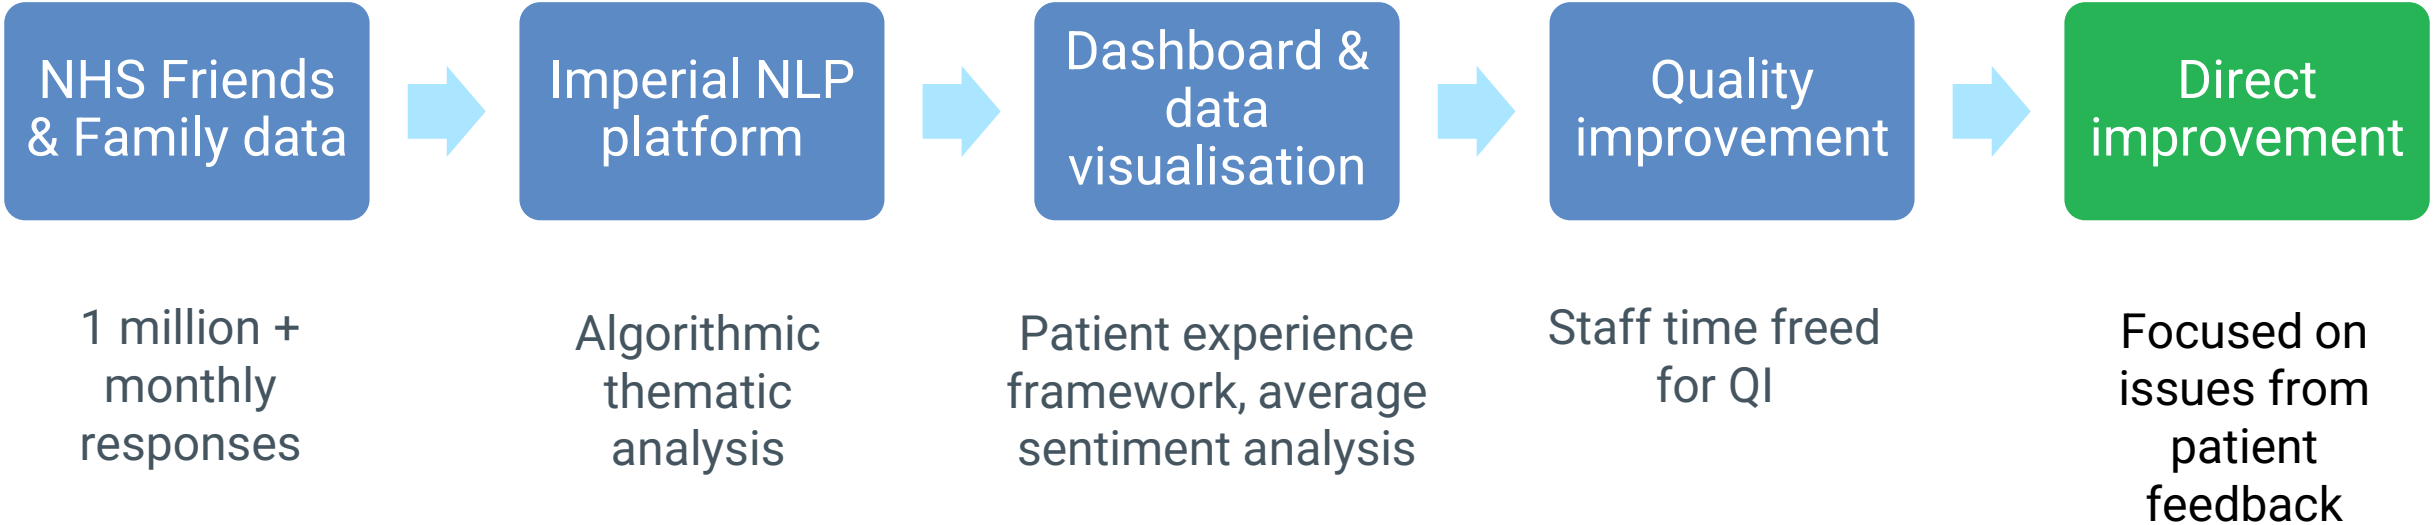 NHS Friends
& Family data
Imperial NLP
platform
Dashboard &
data
visualisation
Quality
improvement
Direct
improvement
1 million +
monthly
responses
Algorithmic
thematic
analysis
Patient experience
framework, average
sentiment analysis
Staff time freed
for QI
Focused on
issues from
patient
feedback